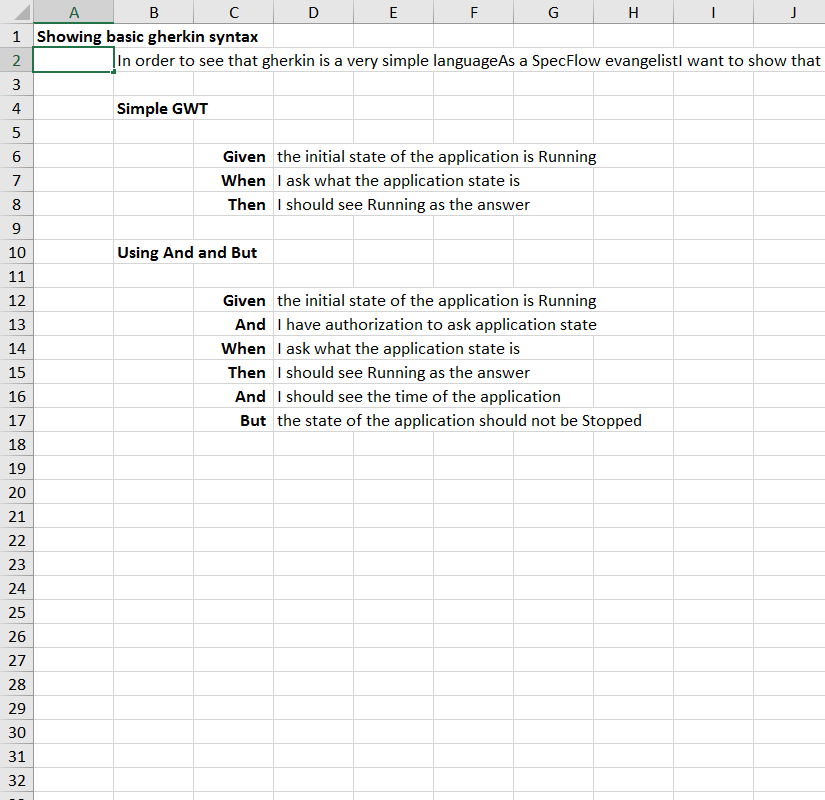 A B C D E F G H I J
1 Showing basic gherkin syntax
2 In order to see that gherkin is a very simple languageAs a SpecFlow evangelistI want to show that
3
4 Simple GWT
5
6 Given the initial state of the application is Running
7 When I ask what the application state is
8 Then I should see Running as the answer
9
10 Using And and But
11
12 Given the initial state of the application is Running
13 And I have authorization to ask application state
14 When I ask what the application state is
15 Then I should see Running as the answer
16 And I should see the time of the application
17 But the state of the application should not be Stopped
18
19
20
21
22
23
24
25
26
27
28
29
30
31
32